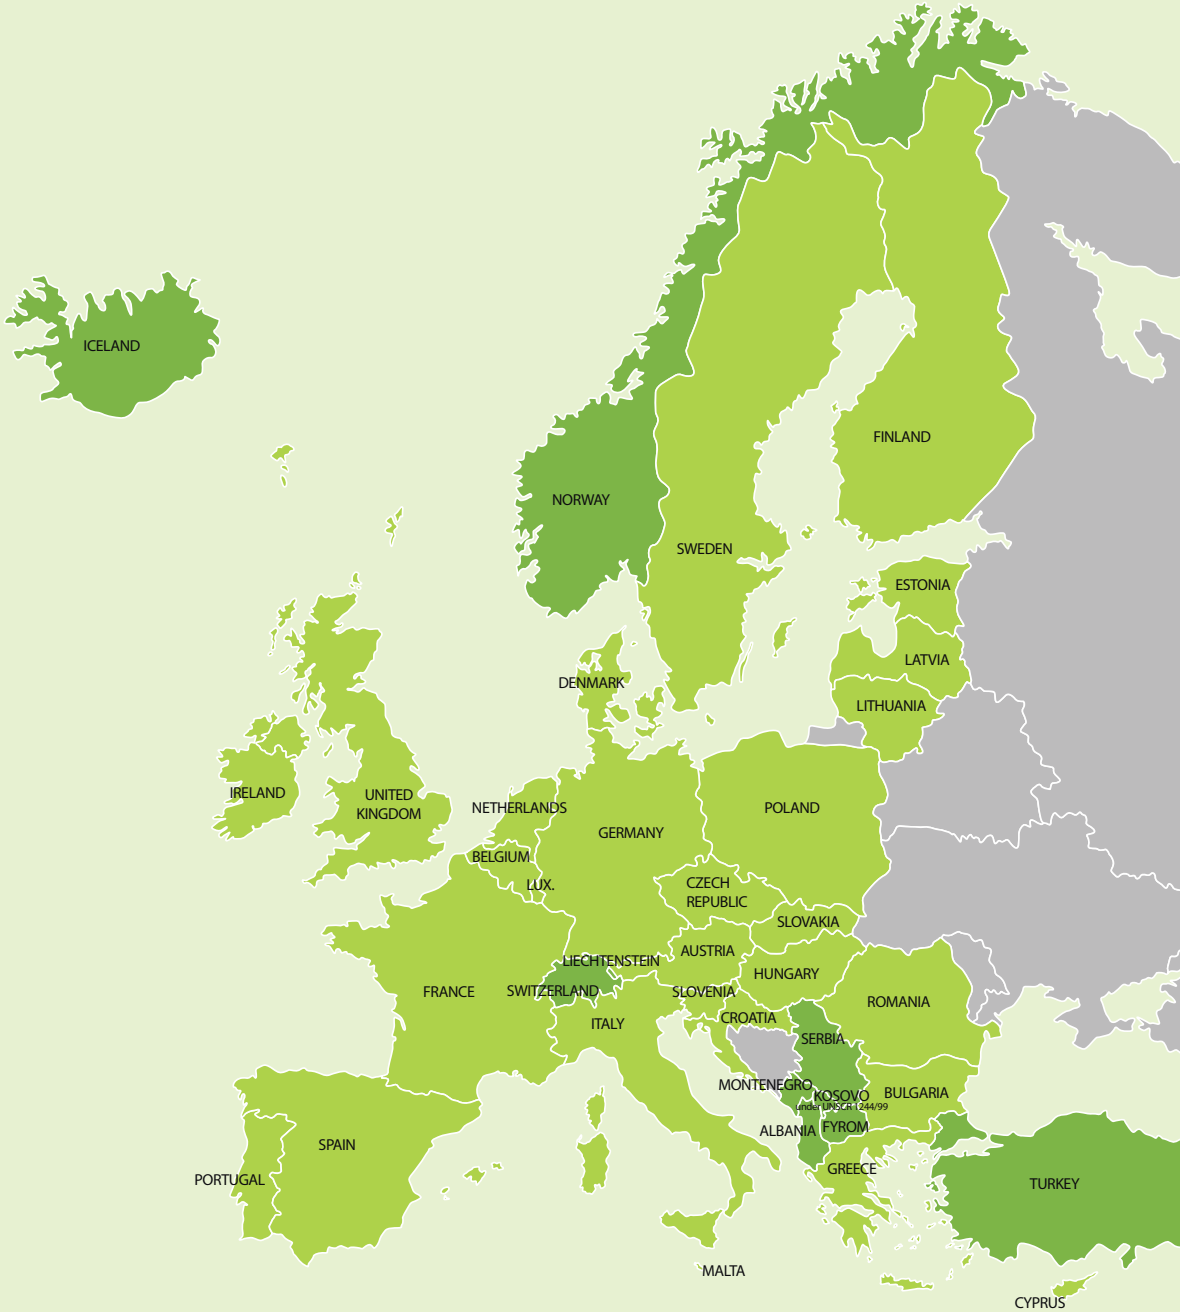 ICELAND
FINLAND
NORWAY
SWEDEN
ESTONIA
LATVIA
DENMARK
LITHUANIA
IRELAND
UNITED
KINGDOM
NETHERLANDS
POLAND
GERMANY
BELGIUM
LUX.
CZECH
REPUBLIC
SLOVAKIA
AUSTRIA
LIECHTENSTEIN
HUNGARY
FRANCE
SWITZERLAND
SLOVENIA
ROMANIA
CROATIA
ITALY
SERBIA
MONTENEGRO
KOSOVO
under UNSCR 1244/99
BULGARIA
ALBANIA
FYROM
SPAIN
GREECE
PORTUGAL
TURKEY
MALTA
CYPRUS